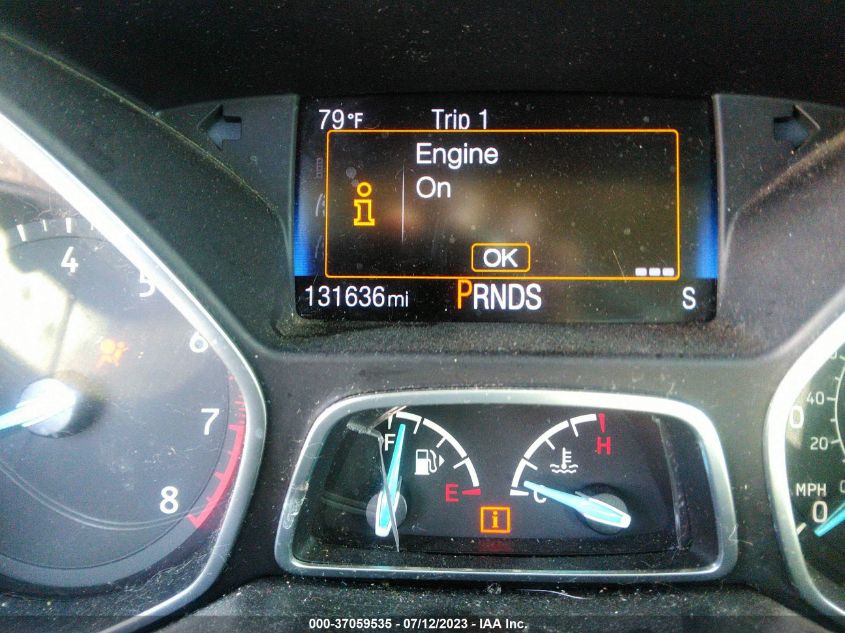 79°F Trip 1
Engine
On
i
OK
131636mi PRNDS S
4
5
6
7
8
F
E
H
C
i
40
20
0
MPH
0
000-37059535 - 07/12/2023 - IAA Inc.